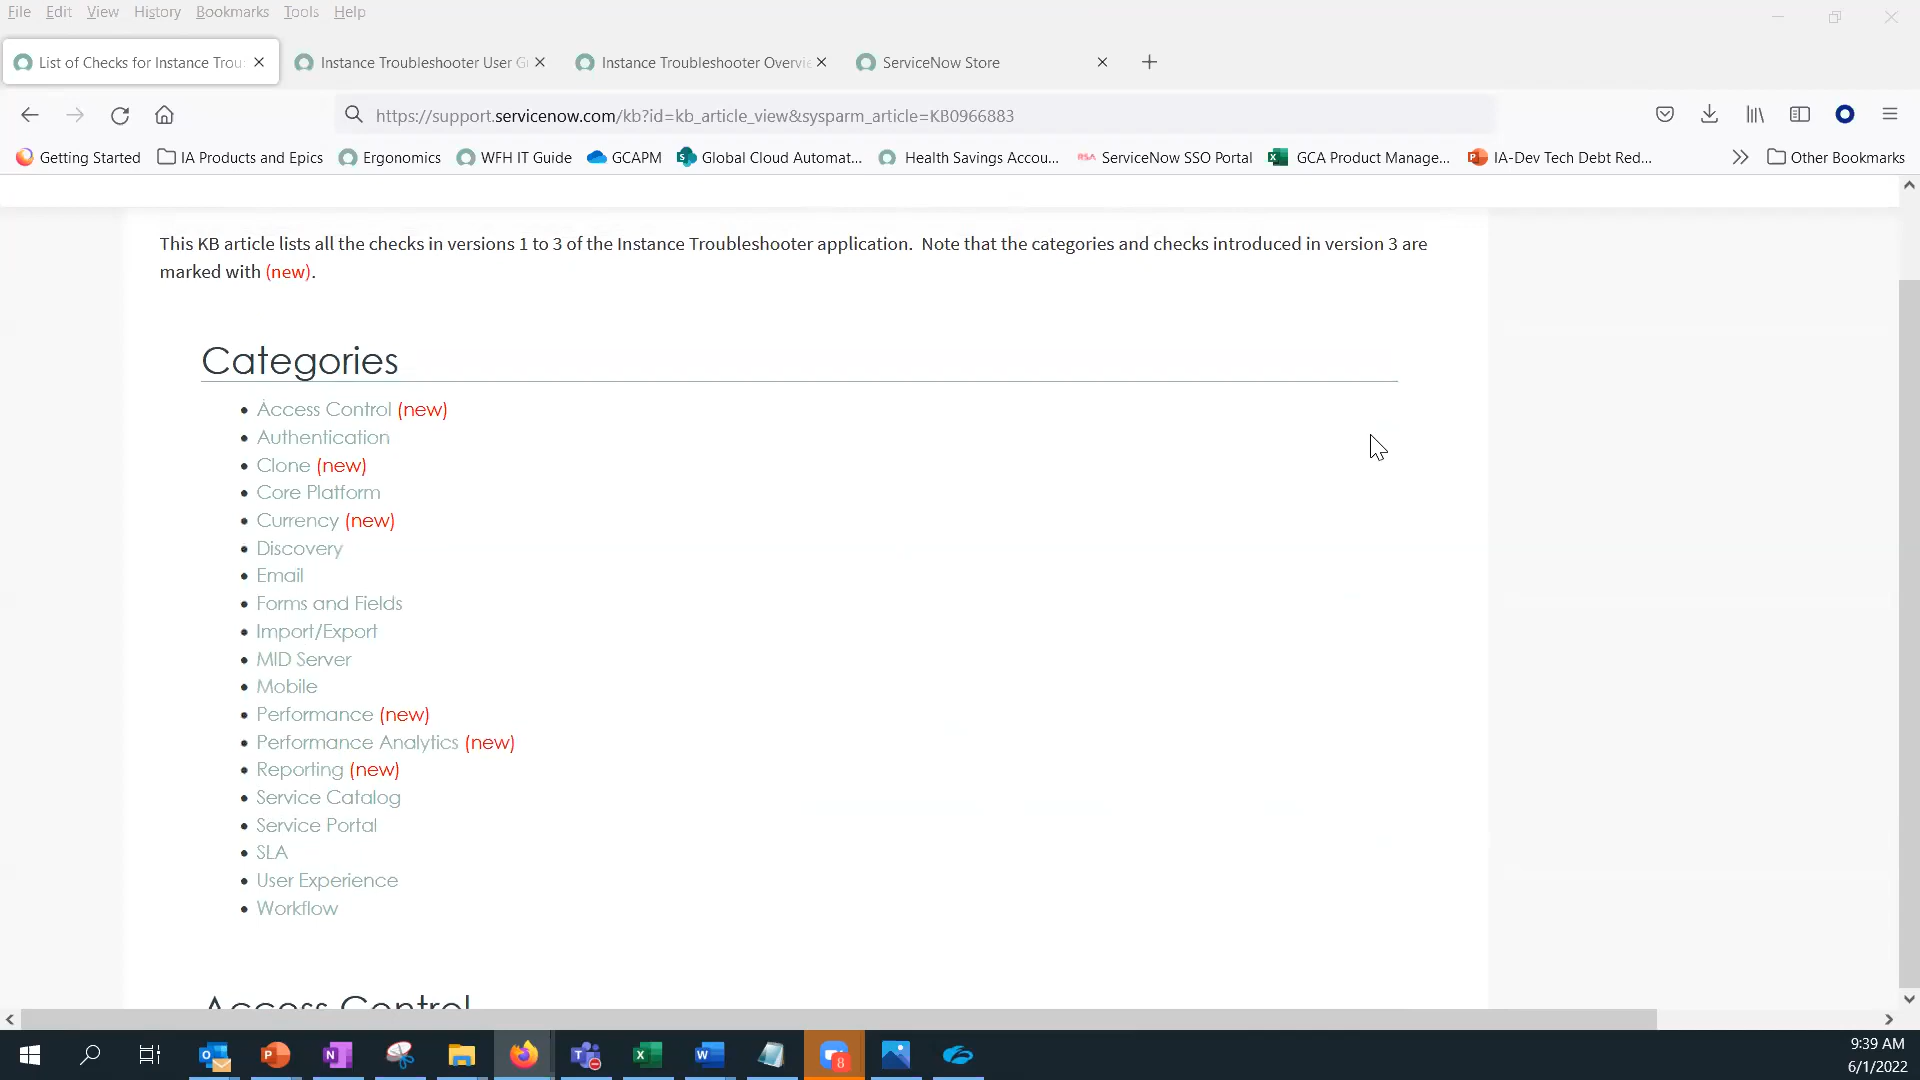 File Edit View History Bookmarks Tools Help
List of Checks for Instance Trou
Instance Troubleshooter User G
Instance Troubleshooter Overvie
ServiceNow Store
https://support.servicenow.com/kb?id=kb_article_view&sysparm_article=KB0966883
Getting Started IA Products and Epics Ergonomics WFH IT Guide GCAPM Global Cloud Automat... Health Savings Accou... RSA ServiceNow SSO Portal GCA Product Manage... IA-Dev Tech Debt Red... Other Bookmarks
This KB article lists all the checks in versions 1 to 3 of the Instance Troubleshooter application. Note that the categories and checks introduced in version 3 are
marked with (new).
Categories
Access Control (new)
Authentication
Clone (new)
Core Platform
Currency (new)
Discovery
Email
Forms and Fields
Import/Export
MID Server
Mobile
Performance (new)
Performance Analytics (new)
Reporting (new)
Service Catalog
Service Portal
SLA
User Experience
Workflow
Access Control
8
9:39 AM
6/1/2022